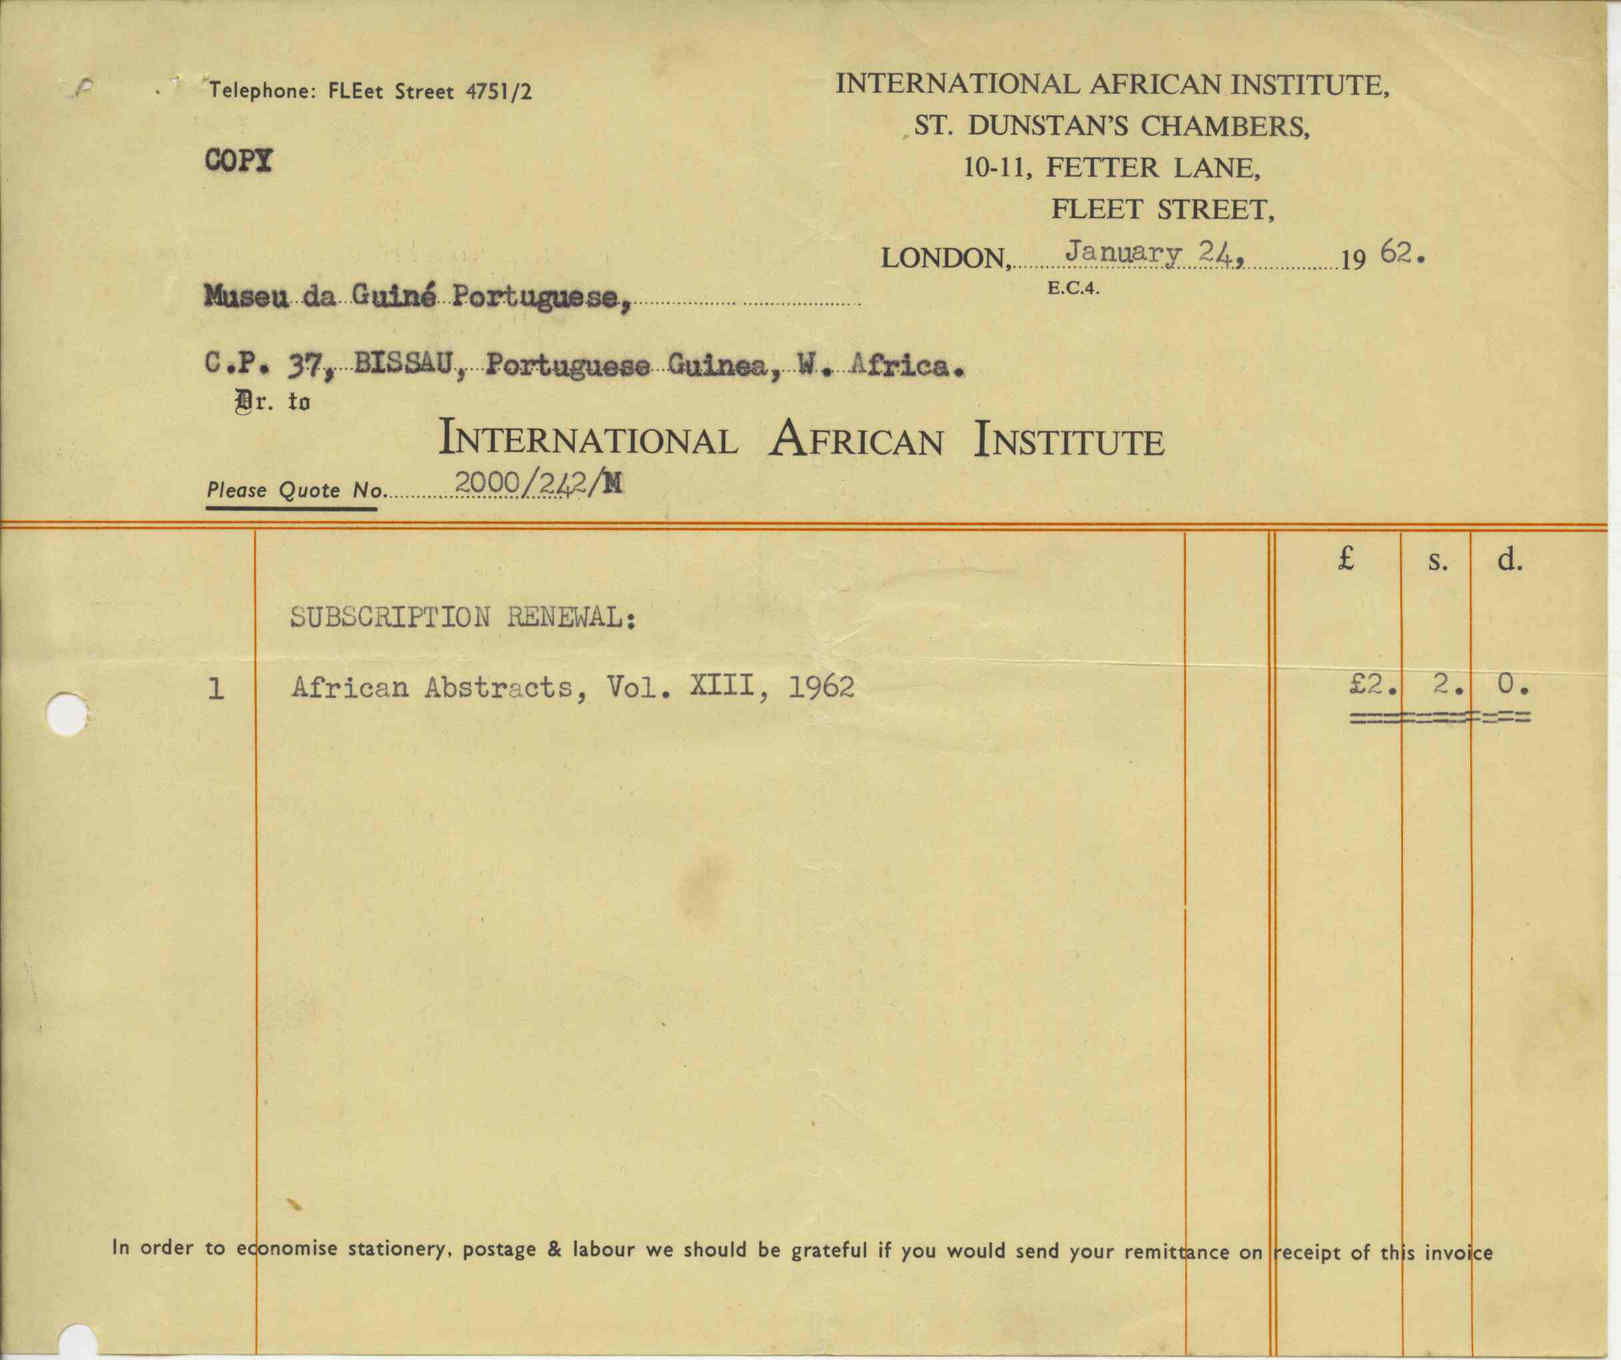 Telephone: FLEet Street 4751/2
COPY
INTERNATIONAL AFRICAN INSTITUTE,
ST. DUNSTAN'S CHAMBERS,
10-11, FETTER LANE,
FLEET STREET,
LONDON, January 24, 19 62.
E.C.4.
Museu da Guiné Portuguese,
C.P. 37, BISSAU, Portuguese Guinea, W. Africa.
Dr. to
INTERNATIONAL AFRICAN INSTITUTE
Please Quote No. 2000/242/M
£ s. d.
SUBSCRIPTION RENEWAL:
1 African Abstracts, Vol. XIII, 1962 £2. 2. 0.
In order to economise stationery, postage & labour we should be grateful if you would send your remittance on receipt of this invoice